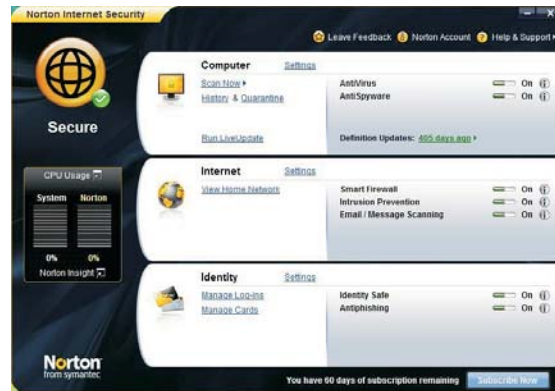 Norton Internet Security
Leave Feedback Norton Account ? Help & Support
Secure
CPU Usage
System Norton
0% 0%
Norton Insight
Computer Settings
Scan Now
History & Quarantine
Run LiveUpdate
AntiVirus On
AntiSpyware On
Definition Updates: 405 days ago
Internet Settings
View Home Network
Smart Firewall On
Intrusion Prevention On
Email / Message Scanning On
Identity Settings
Manage Log-ins
Manage Cards
Identity Safe On
Antiphishing On
Norton
from symantec
You have 60 days of subscription remaining Subscribe Now